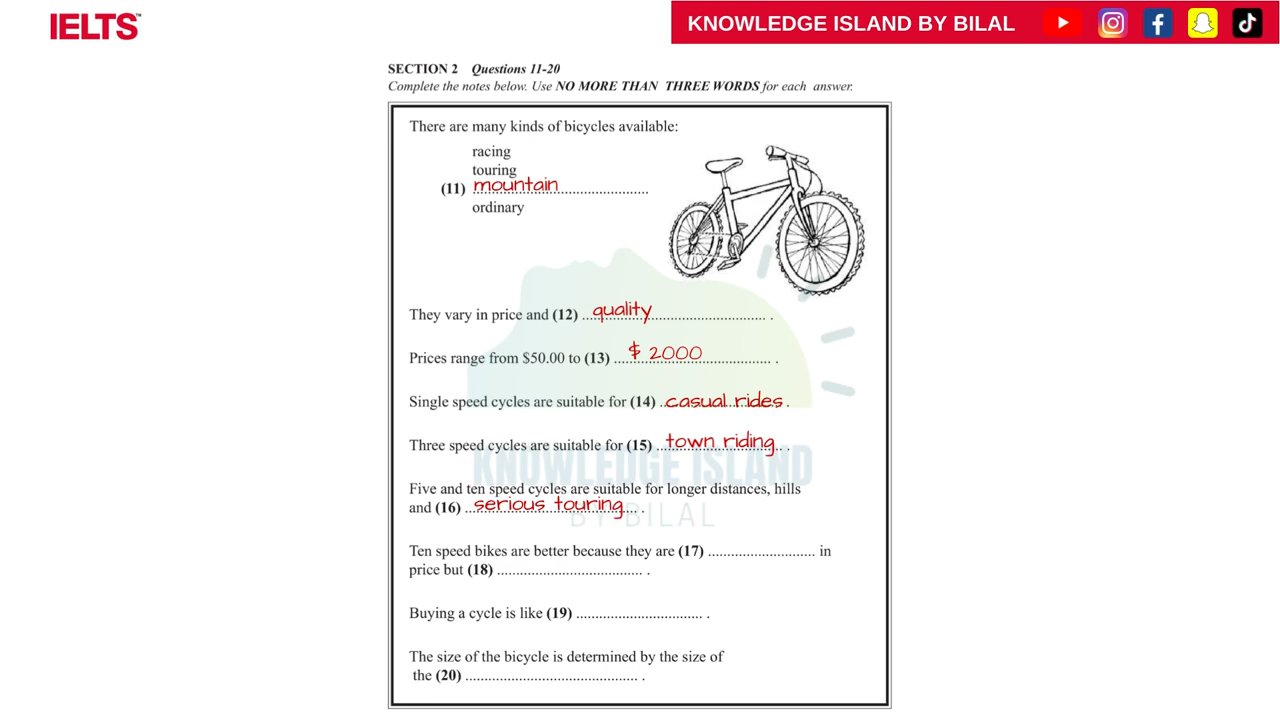 IELTS™
KNOWLEDGE ISLAND BY BILAL
SECTION 2 Questions 11-20
Complete the notes below. Use NO MORE THAN THREE WORDS for each answer.
There are many kinds of bicycles available:
racing
touring
(11) mountain
ordinary
They vary in price and (12) quality .
Prices range from $50.00 to (13) $ 2000 .
Single speed cycles are suitable for (14) casual rides .
Three speed cycles are suitable for (15) town riding .
KNOWLEDGE ISLAND
Five and ten speed cycles are suitable for longer distances, hills
and (16) serious touring .
BY BILAL
Ten speed bikes are better because they are (17) ............................ in
price but (18) ...................................... .
Buying a cycle is like (19) ................................. .
The size of the bicycle is determined by the size of
the (20) ............................................. .